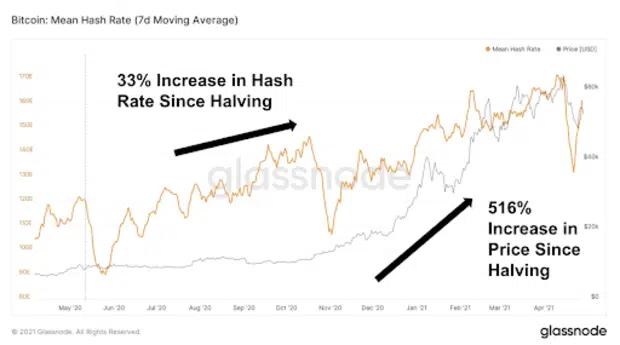 Bitcoin: Mean Hash Rate (7d Moving Average)
Mean Hash Rate Price [USD]
33% Increase in Hash
Rate Since Halving
170E
$60k
150E
140E
$40k
120E
glassnode
110E
516%
Increase in
Price Since
Halving
$20k
100E
90E
80E
$0
May '20 Jun '20 Jul '20 Aug '20 Sep '20 Oct '20 Nov '20 Dec '20 Jan '21 Feb '21 Mar '21 Apr '21
© 2021 Glassnode. All Rights Reserved.
glassnode